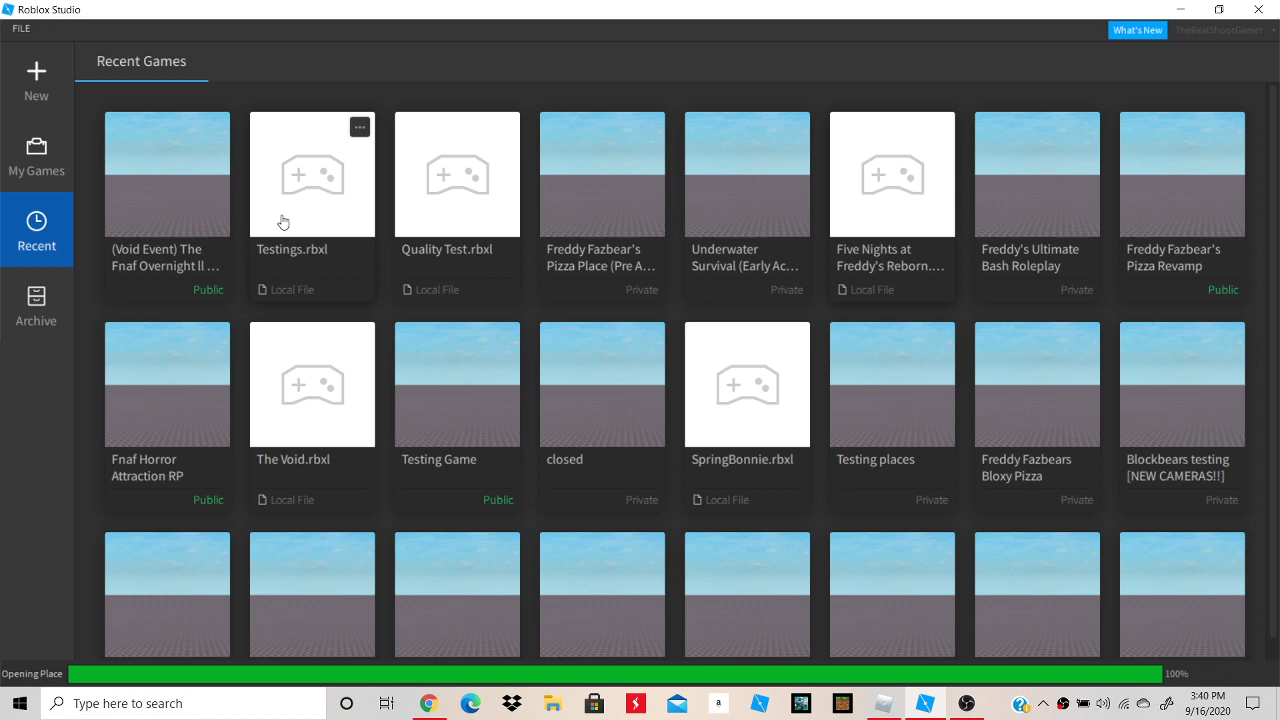 Roblox Studio
FILE
What's New
TheRealShootGamer
New
My Games
Recent
Archive
Recent Games
(Void Event) The
Fnaf Overnight ll ...
Public
Testings.rbxl
Local File
Quality Test.rbxl
Local File
Freddy Fazbear's
Pizza Place (Pre A...
Private
Underwater
Survival (Early Ac...
Private
Five Nights at
Freddy's Reborn....
Local File
Freddy's Ultimate
Bash Roleplay
Private
Freddy Fazbear's
Pizza Revamp
Public
Fnaf Horror
Attraction RP
Public
The Void.rbxl
Local File
Testing Game
Public
closed
Private
SpringBonnie.rbxl
Local File
Testing places
Private
Freddy Fazbears
Bloxy Pizza
Private
Blockbears testing
[NEW CAMERAS!!]
Private
Opening Place
100%
Type here to search
3:40 PM
9/16/2020